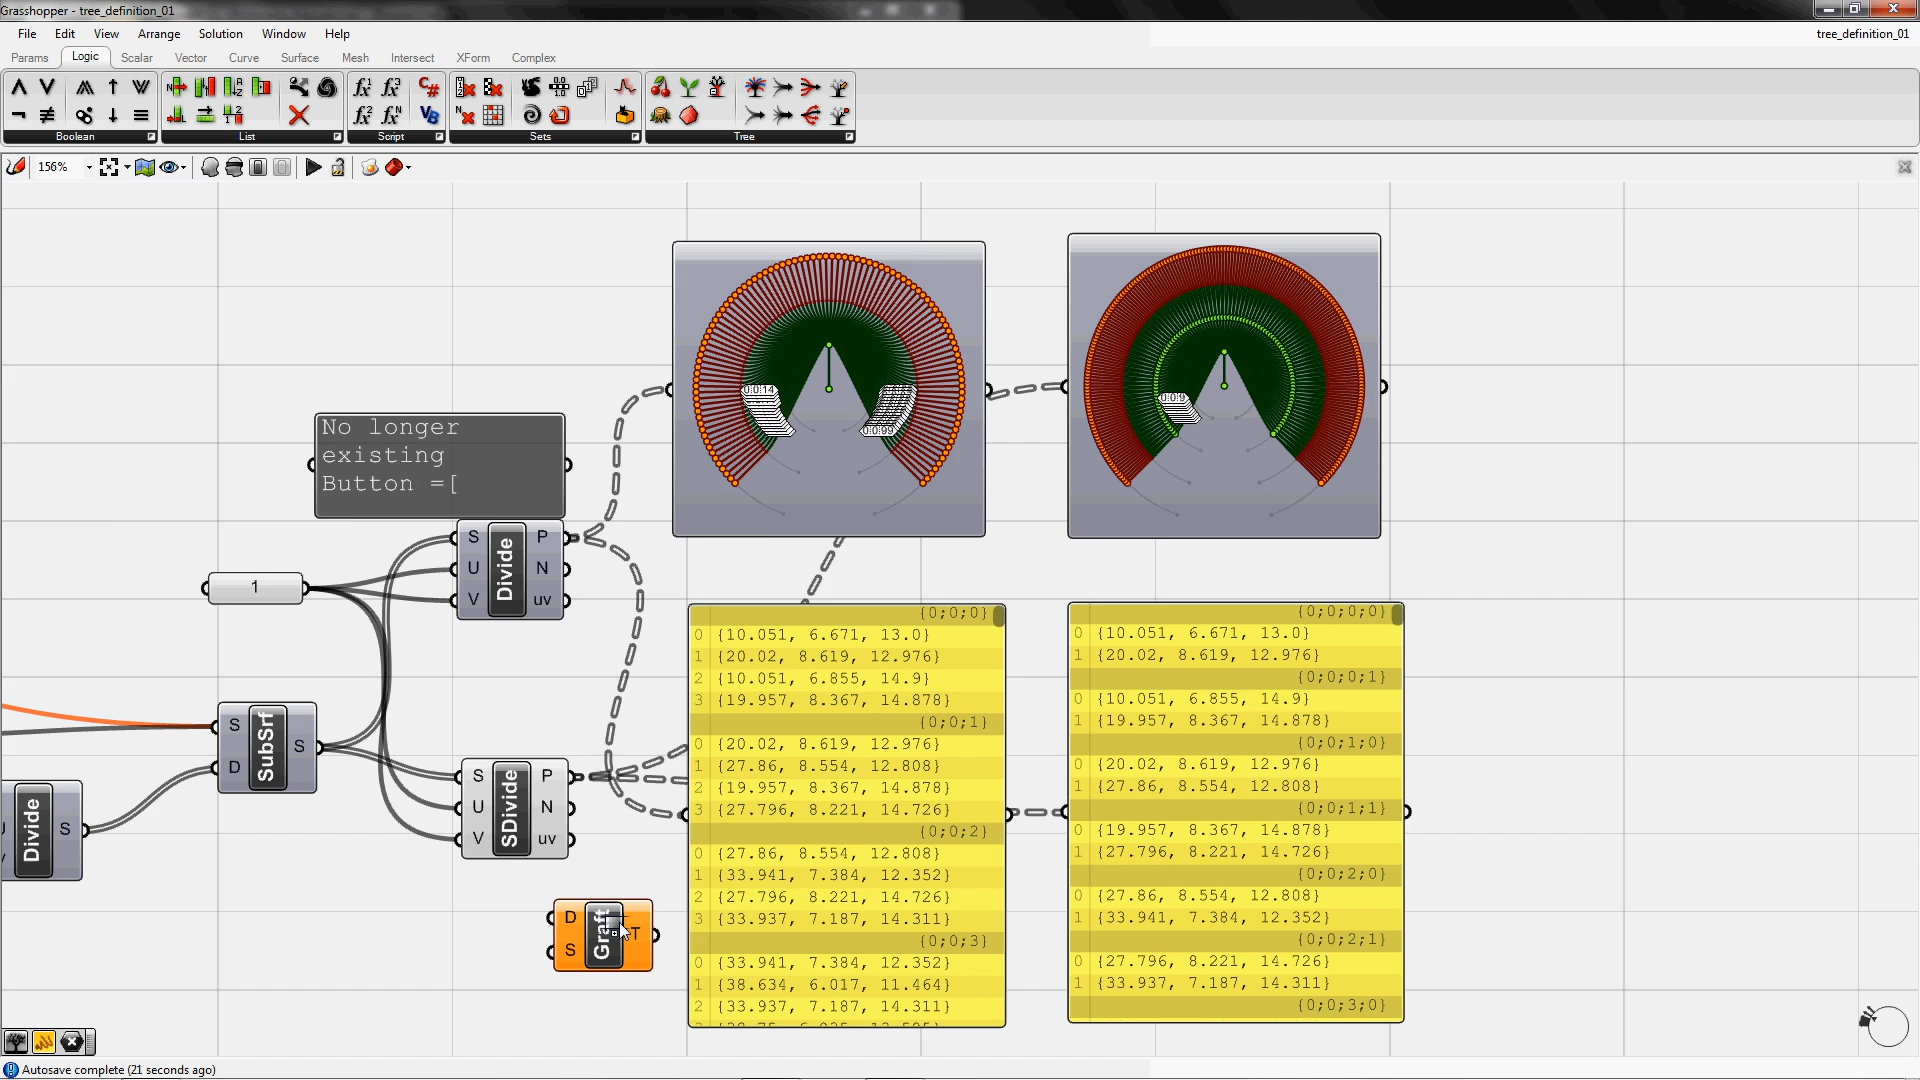 Grasshopper - tree_definition_01
File Edit View Arrange Solution Window Help
tree_definition_01
Params Logic Scalar Vector Curve Surface Mesh Intersect XForm Complex
Boolean List Script Sets Tree
156%
0;0;14
0;0;99
0;0;9
No longer
existing
Button =[
S Divide P
U N
V uv
1
S SubSrf S
D
Divide S
S SDivide P
U N
V uv
D Graft T
S
{0;0;0}
0 {10.051, 6.671, 13.0}
1 {20.02, 8.619, 12.976}
2 {10.051, 6.855, 14.9}
3 {19.957, 8.367, 14.878}
{0;0;1}
0 {20.02, 8.619, 12.976}
1 {27.86, 8.554, 12.808}
2 {19.957, 8.367, 14.878}
3 {27.796, 8.221, 14.726}
{0;0;2}
0 {27.86, 8.554, 12.808}
1 {33.941, 7.384, 12.352}
2 {27.796, 8.221, 14.726}
3 {33.937, 7.187, 14.311}
{0;0;3}
0 {33.941, 7.384, 12.352}
1 {38.634, 6.017, 11.464}
2 {33.937, 7.187, 14.311}
{0;0;0;0}
0 {10.051, 6.671, 13.0}
1 {20.02, 8.619, 12.976}
{0;0;0;1}
0 {10.051, 6.855, 14.9}
1 {19.957, 8.367, 14.878}
{0;0;1;0}
0 {20.02, 8.619, 12.976}
1 {27.86, 8.554, 12.808}
{0;0;1;1}
0 {19.957, 8.367, 14.878}
1 {27.796, 8.221, 14.726}
{0;0;2;0}
0 {27.86, 8.554, 12.808}
1 {33.941, 7.384, 12.352}
{0;0;2;1}
0 {27.796, 8.221, 14.726}
1 {33.937, 7.187, 14.311}
{0;0;3;0}
Autosave complete (21 seconds ago)